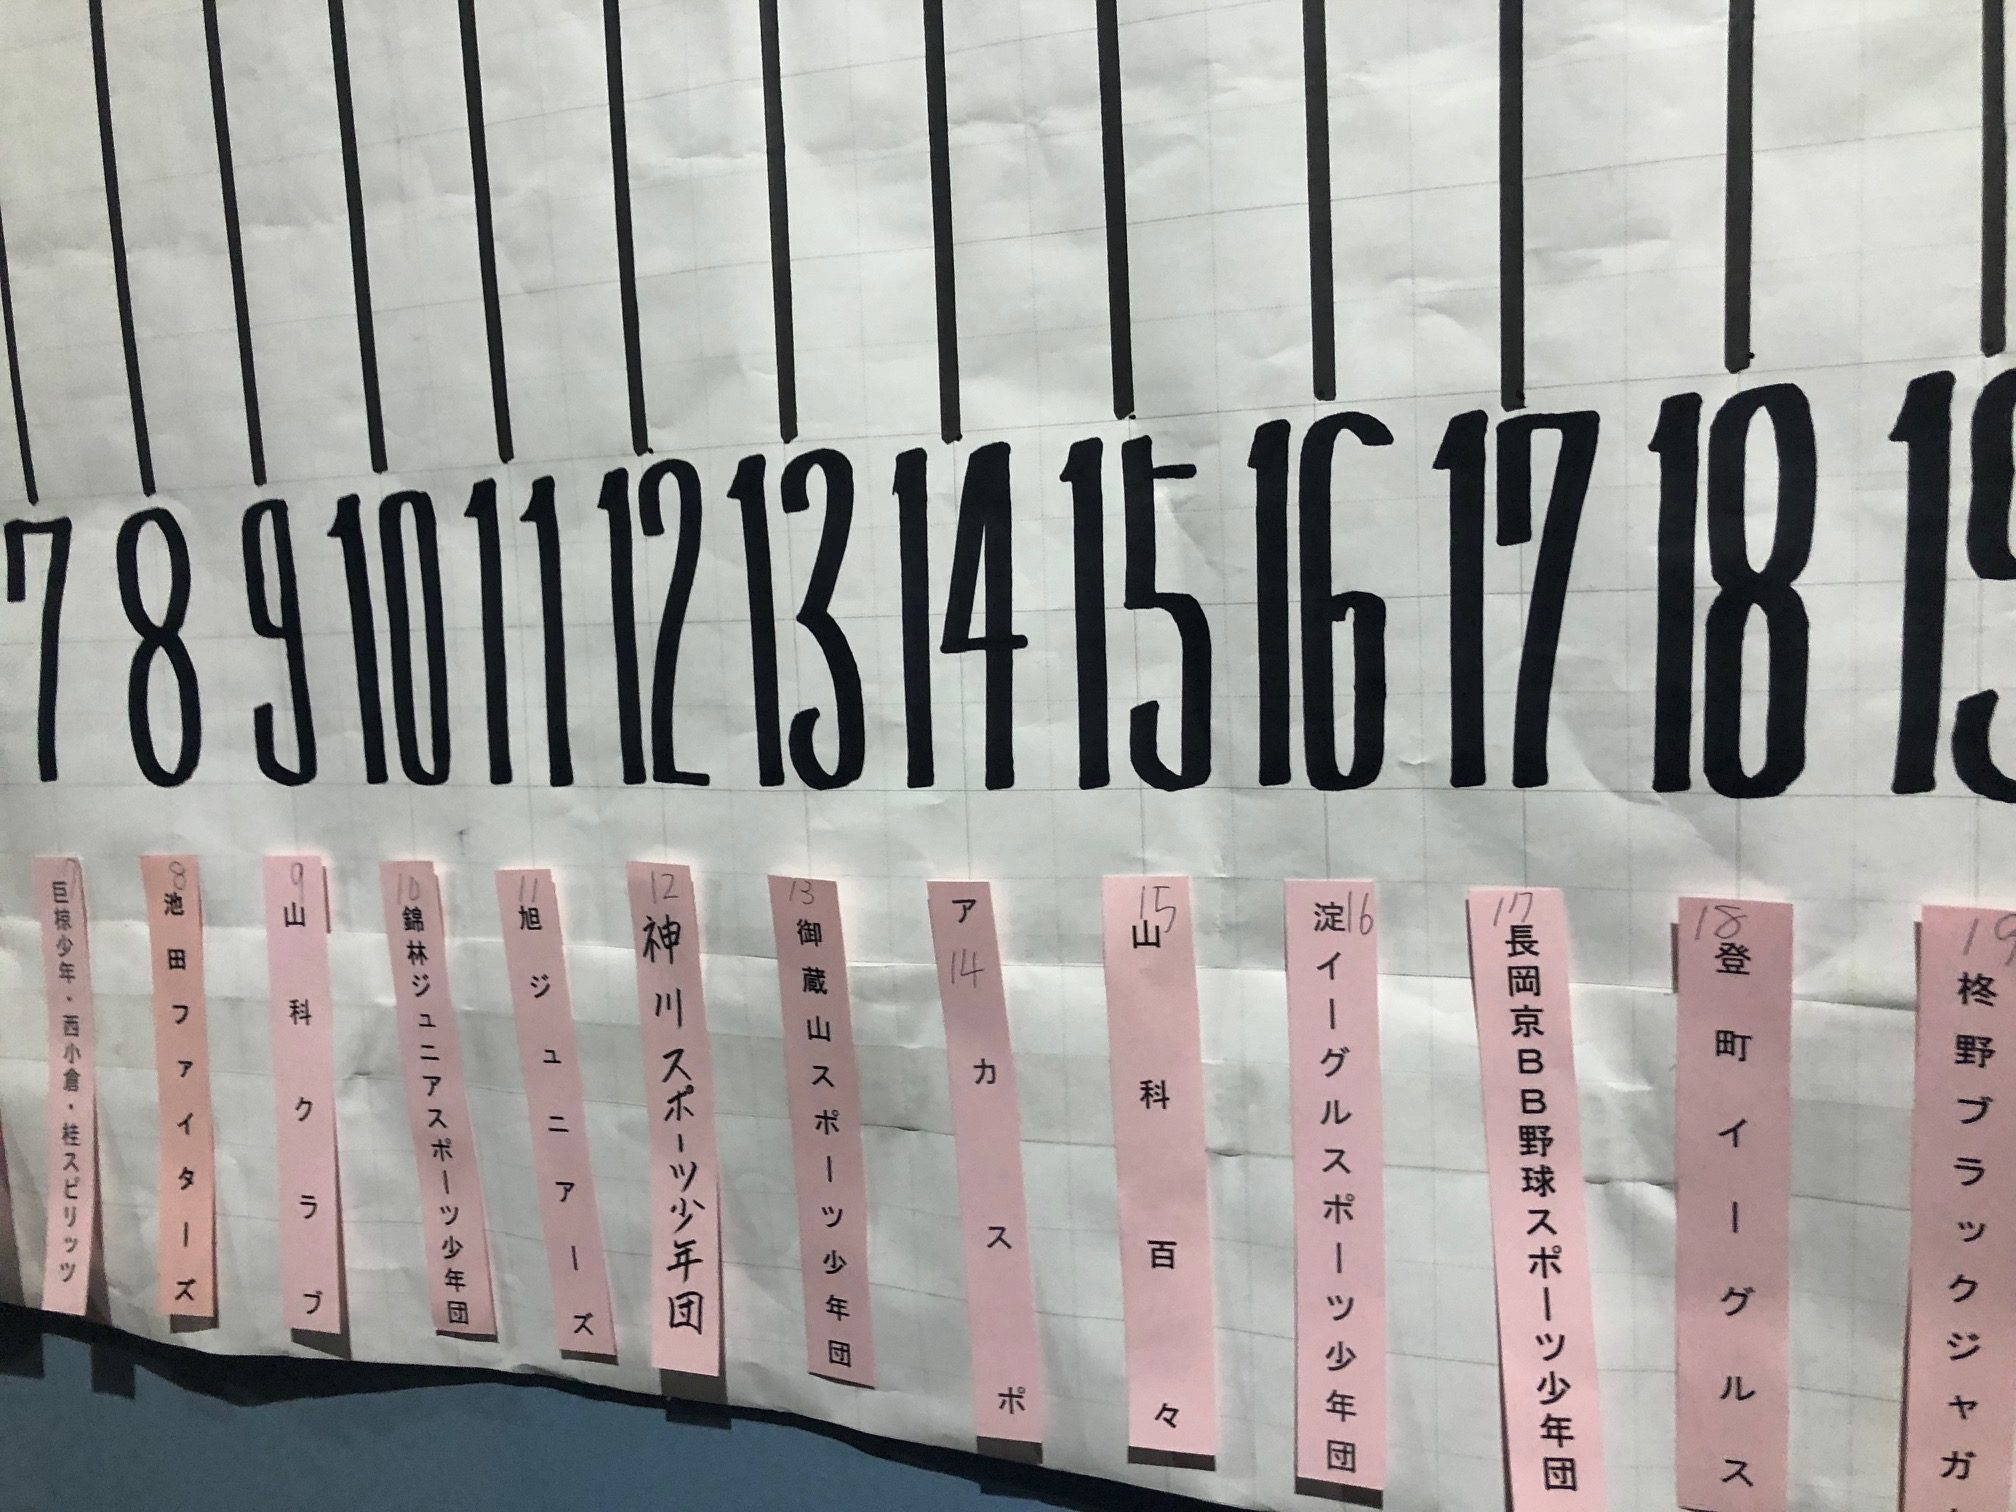 7 8 9 10 11 12 13 14 15 16 17 18 19
7 巨椋少年・西小倉・桂スピリッツ
8 池田ファイターズ
9 山科クラブ
10 錦林ジュニアスポーツ少年団
11 旭ジュニアーズ
12 神川スポーツ少年団
13 御蔵山スポーツ少年団
14 アカスポ
15 山科百々
16 淀イーグルスポーツ少年団
17 長岡京BB野球スポーツ少年団
18 登町イーグルス
19 柊野ブラックジャガ